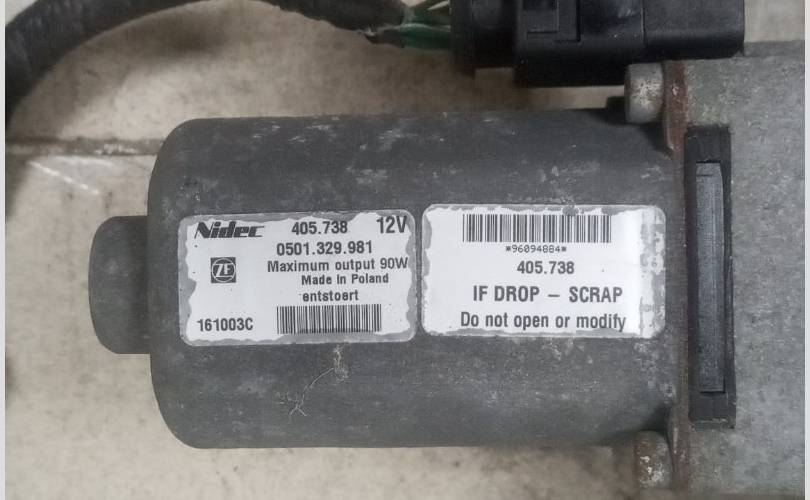 Nidec 405.738 12V
0501.329.981
ZF Maximum output 90W
Made In Poland
entstoert
161003C
*96094884*
405.738
IF DROP - SCRAP
Do not open or modify